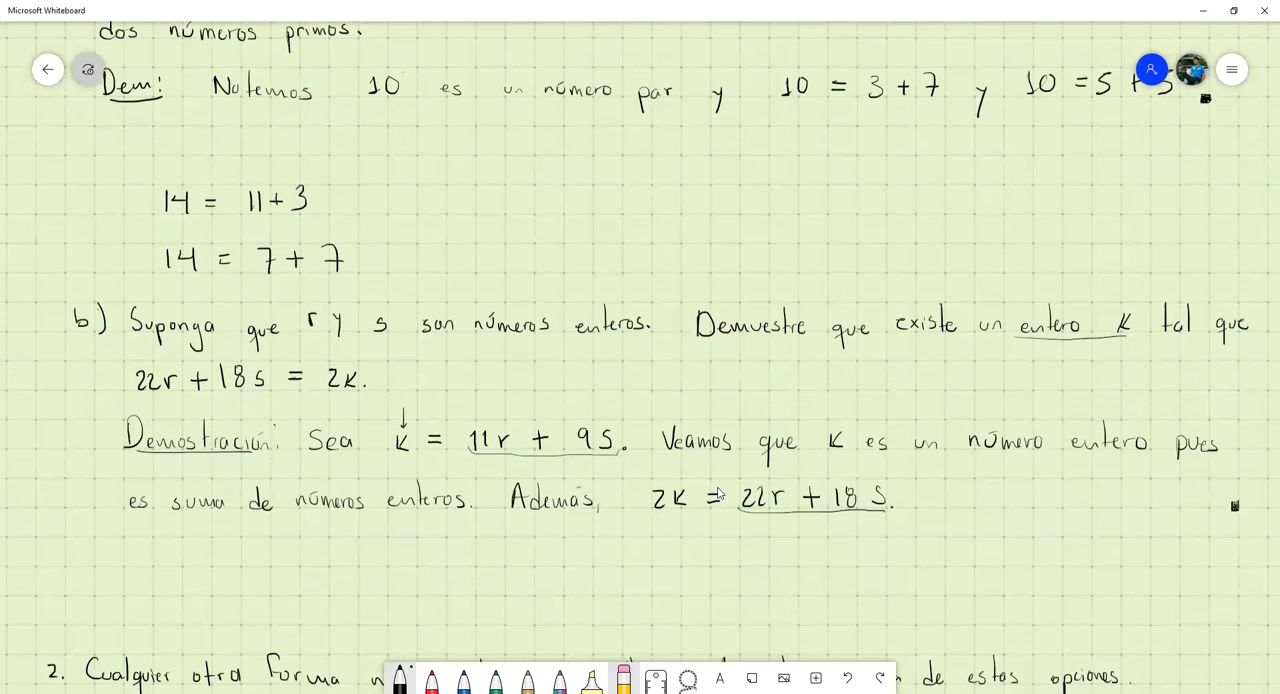 Microsoft Whiteboard
dos números primos.
Dem: Notemos 10 es un número par y 10 = 3 + 7 y 10 = 5 + 5
14 = 11 + 3
14 = 7 + 7
b) Suponga que r y s son números enteros. Demuestre que existe un entero k tal que
22r + 18s = 2k.
Demostración: Sea k = 11r + 9s. Veamos que k es un número entero pues
es suma de números enteros. Además, 2k = 22r + 18s.
2. Cualquier otra forma de estas opciones.